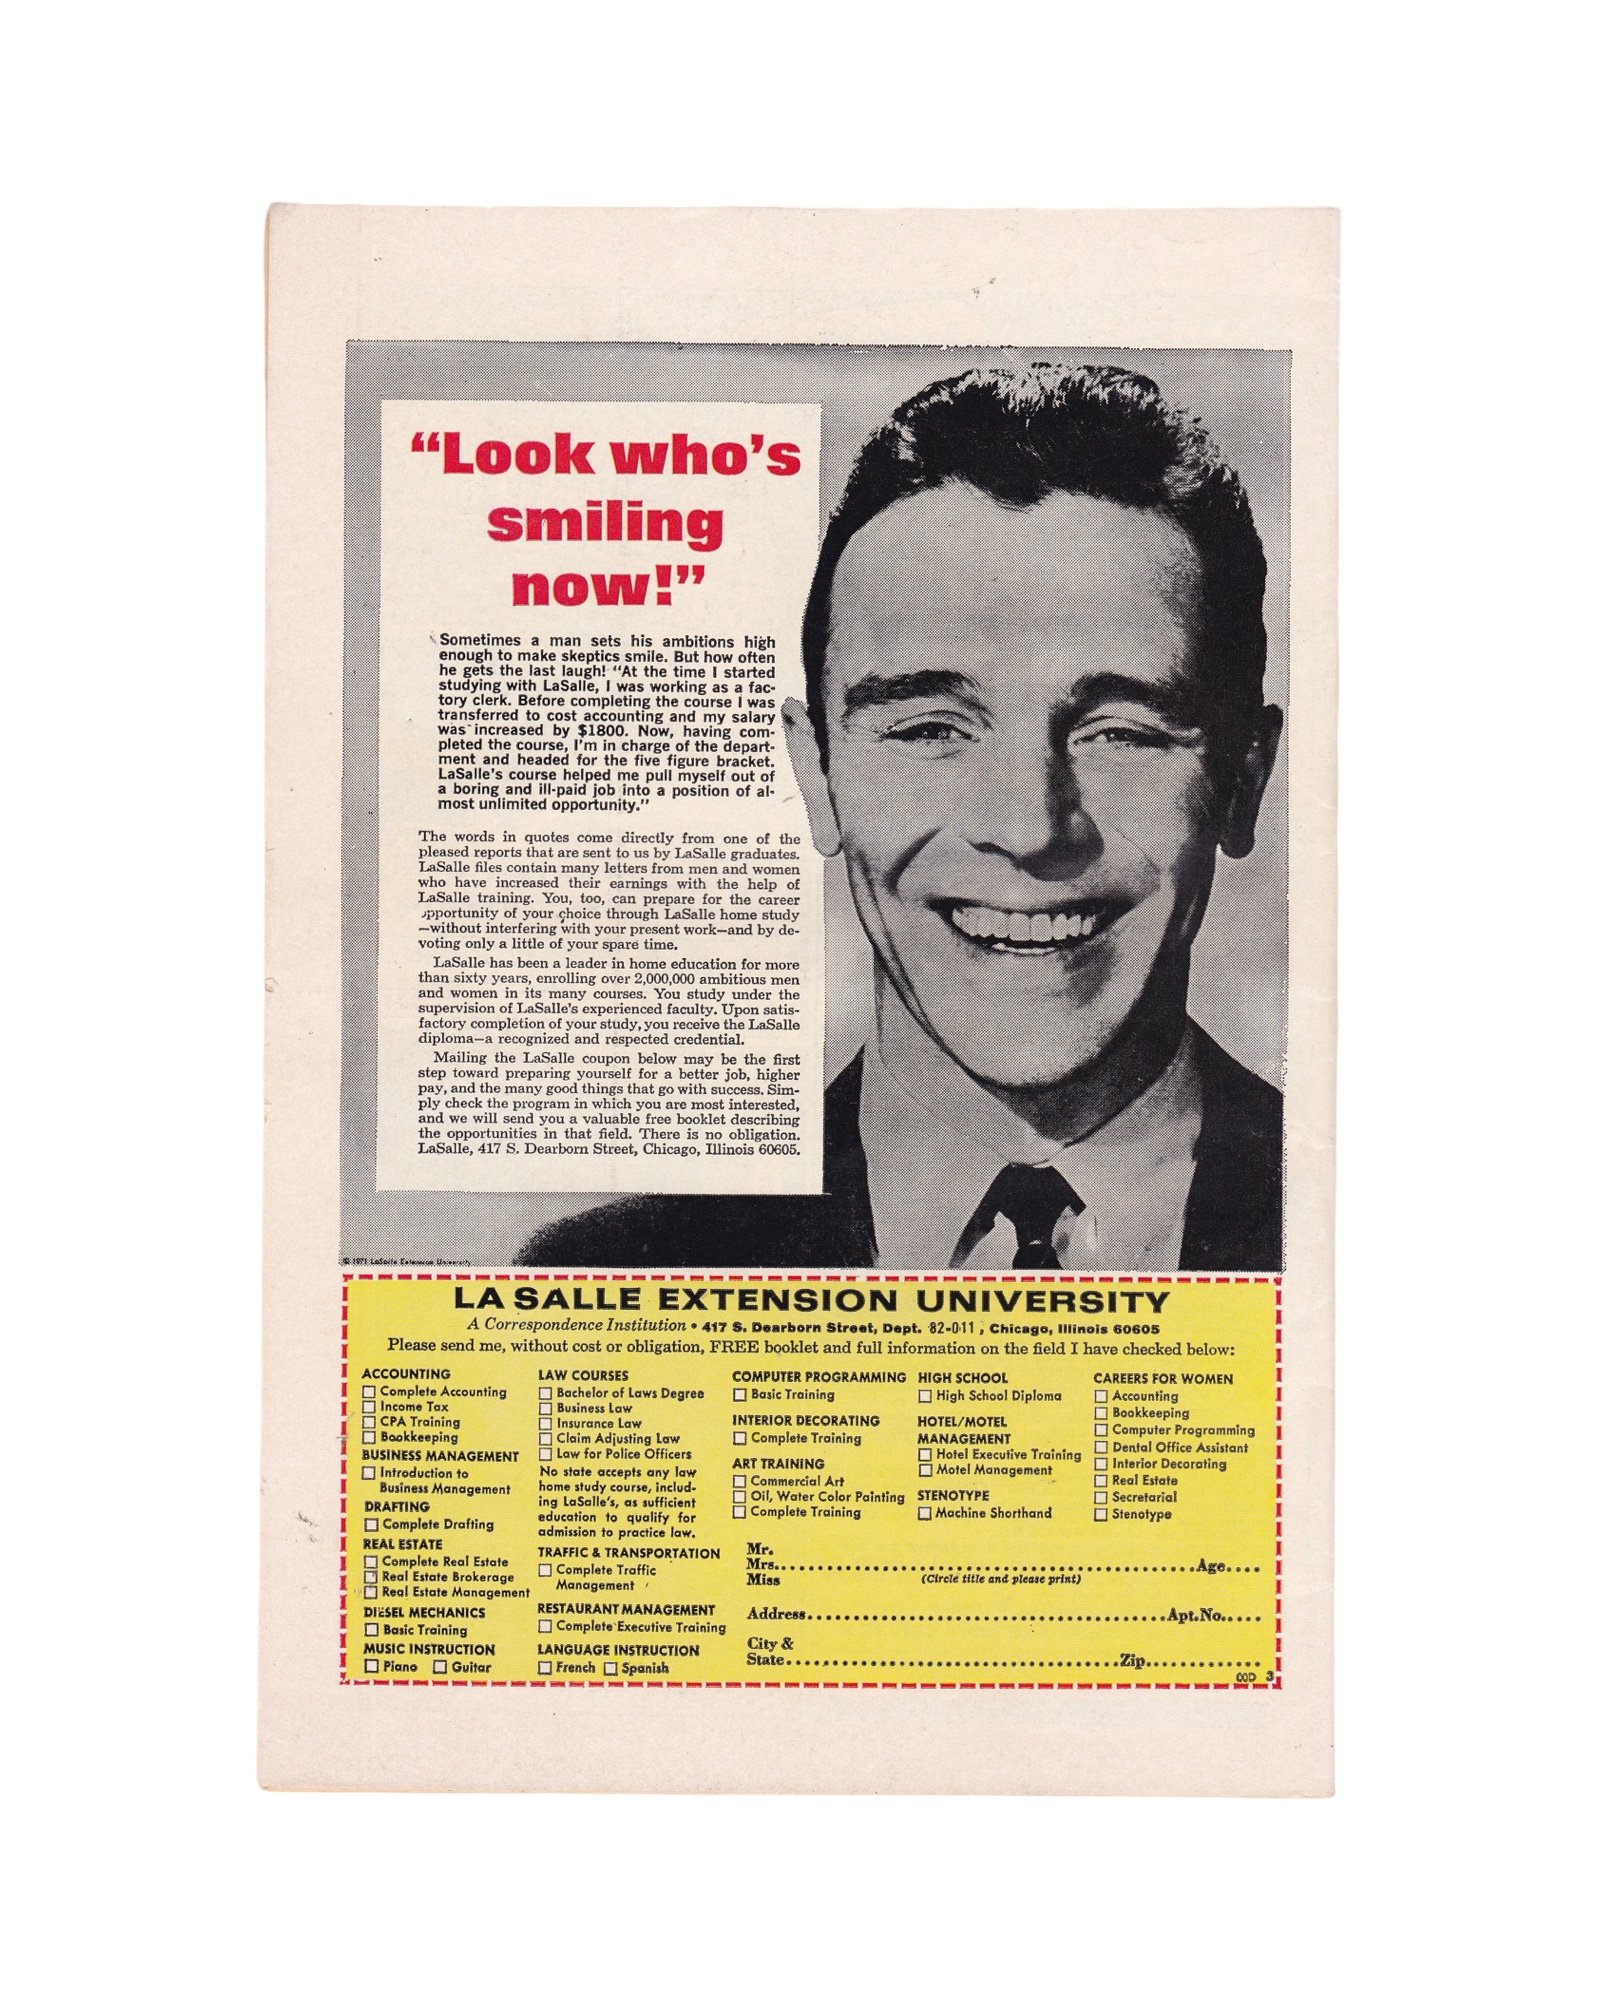 “Look who’s
smiling
now!”
Sometimes a man sets his ambitions high
enough to make skeptics smile. But how often
he gets the last laugh! “At the time I started
studying with LaSalle, I was working as a fac-
tory clerk. Before completing the course I was
transferred to cost accounting and my salary
was increased by $1800. Now, having com-
pleted the course, I’m in charge of the depart-
ment and headed for the five figure bracket.
LaSalle’s course helped me pull myself out of
a boring and ill-paid job into a position of al-
most unlimited opportunity.”
The words in quotes come directly from one of the
pleased reports that are sent to us by LaSalle graduates.
LaSalle files contain many letters from men and women
who have increased their earnings with the help of
LaSalle training. You, too, can prepare for the career
opportunity of your choice through LaSalle home study
—without interfering with your present work—and by de-
voting only a little of your spare time.
LaSalle has been a leader in home education for more
than sixty years, enrolling over 2,000,000 ambitious men
and women in its many courses. You study under the
supervision of LaSalle’s experienced faculty. Upon satis-
factory completion of your study, you receive the LaSalle
diploma—a recognized and respected credential.
Mailing the LaSalle coupon below may be the first
step toward preparing yourself for a better job, higher
pay, and the many good things that go with success. Sim-
ply check the program in which you are most interested,
and we will send you a valuable free booklet describing
the opportunities in that field. There is no obligation.
LaSalle, 417 S. Dearborn Street, Chicago, Illinois 60605.
© 1971 LaSalle Extension University
LA SALLE EXTENSION UNIVERSITY
A Correspondence Institution • 417 S. Dearborn Street, Dept. 82-011, Chicago, Illinois 60605
Please send me, without cost or obligation, FREE booklet and full information on the field I have checked below:
ACCOUNTING
Complete Accounting
Income Tax
CPA Training
Bookkeeping
BUSINESS MANAGEMENT
Introduction to
Business Management
DRAFTING
Complete Drafting
REAL ESTATE
Complete Real Estate
Real Estate Brokerage
Real Estate Management
DIESEL MECHANICS
Basic Training
MUSIC INSTRUCTION
Piano Guitar
LAW COURSES
Bachelor of Laws Degree
Business Law
Insurance Law
Claim Adjusting Law
Law for Police Officers
No state accepts any law
home study course, includ-
ing LaSalle’s, as sufficient
education to qualify for
admission to practice law.
TRAFFIC & TRANSPORTATION
Complete Traffic
Management
RESTAURANT MANAGEMENT
Complete Executive Training
LANGUAGE INSTRUCTION
French Spanish
COMPUTER PROGRAMMING
Basic Training
INTERIOR DECORATING
Complete Training
ART TRAINING
Commercial Art
Oil, Water Color Painting
Complete Training
HIGH SCHOOL
High School Diploma
HOTEL/MOTEL
MANAGEMENT
Hotel Executive Training
Motel Management
STENOTYPE
Machine Shorthand
CAREERS FOR WOMEN
Accounting
Bookkeeping
Computer Programming
Dental Office Assistant
Interior Decorating
Real Estate
Secretarial
Stenotype
Mr.
Mrs. Age
Miss (Circle title and please print)
Address Apt.No.
City &
State Zip
00D 3